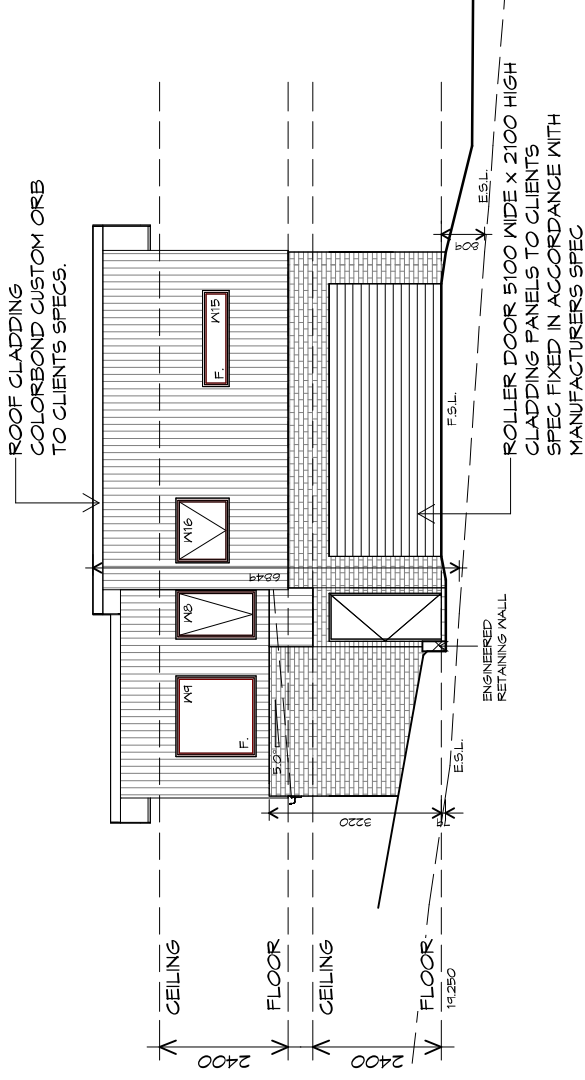 ROOF CLADDING
COLORBOND CUSTOM ORB
TO CLIENTS SPECS.
CEILING
FLOOR
CEILING
FLOOR
19.250
2400
2400
W9
F.
W8
W16
W15
F.
5.0°
3220
19
6849
809
E.S.L.
F.S.L.
E.S.L.
ENGINEERED
RETAINING WALL
ROLLER DOOR 5100 WIDE x 2100 HIGH
CLADDING PANELS TO CLIENTS
SPEC FIXED IN ACCORDANCE WITH
MANUFACTURERS SPEC